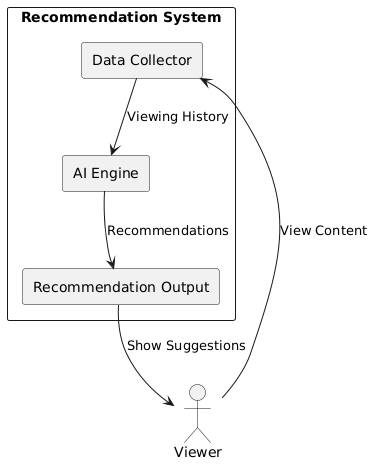 Recommendation System
Data Collector
Viewing History
AI Engine
Recommendations
View Content
Recommendation Output
Show Suggestions
Viewer